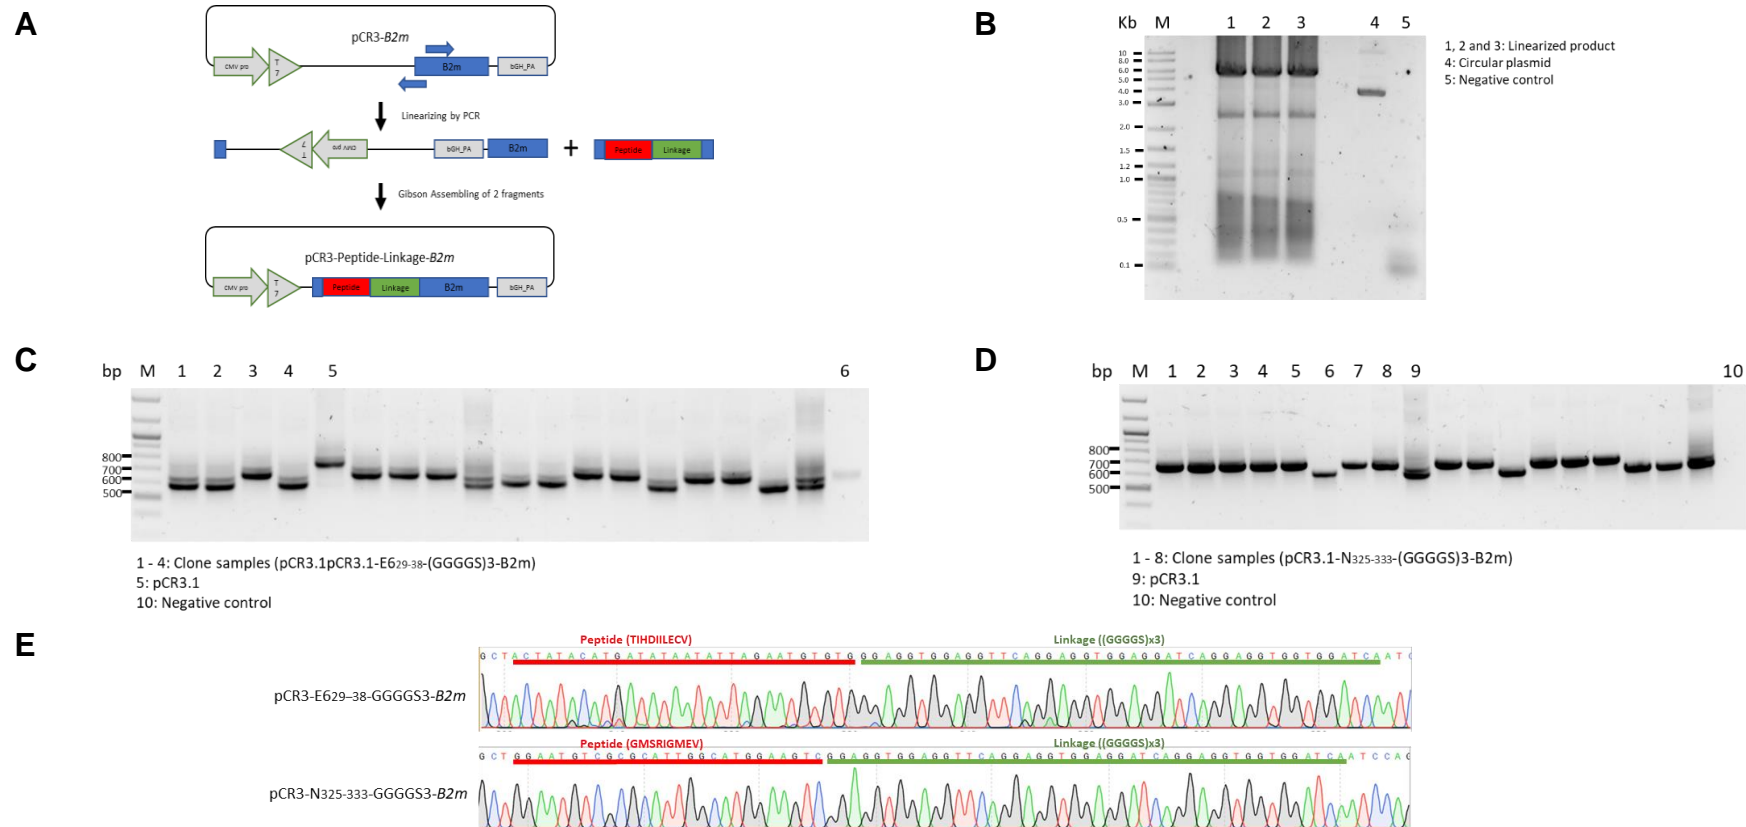 A
pCR3-B2m
CMV pro
T
7
B2m
bGH_PA
Linearizing by PCR
T
7
CMV pro
bGH_PA
B2m
+
Peptide
Linkage
Gibson Assembling of 2 fragments
pCR3-Peptide-Linkage-B2m
CMV pro
T
7
Peptide
Linkage
B2m
bGH_PA
B
Kb M 1 2 3 4 5
10
8.0
6.0
5.0
4.0
3.0
2.0
1.5
1.2
1.0
0.5
0.1
1, 2 and 3: Linearized product
4: Circular plasmid
5: Negative control
C
bp M 1 2 3 4 5 6
800
700
600
500
1 - 4: Clone samples (pCR3.1pCR3.1-E629-38-(GGGGS)3-B2m)
5: pCR3.1
10: Negative control
D
bp M 1 2 3 4 5 6 7 8 9 10
800
700
600
500
1 - 8: Clone samples (pCR3.1-N325-333-(GGGGS)3-B2m)
9: pCR3.1
10: Negative control
E
Peptide (TIHDIILECV) Linkage ((GGGGS)x3)
G C T A C T A T A C A T G A T A T A A T A T T A G A A T G T G T G G G A G G T G G A G G T T C A G G A G G T G G A G G A T C A G G A G G T G G T G G A T C A A T C
pCR3-E629–38-GGGGS3-B2m
Peptide (GMSRIGMEV) Linkage ((GGGGS)x3)
G C T G G A A T G T C G C G C A T T G G C A T G G A A G T C G G A G G T G G A G G T T C A G G A G G T G G A G G A T C A G G A G G T G G T G G A T C A A T C C A G
pCR3-N325-333-GGGGS3-B2m